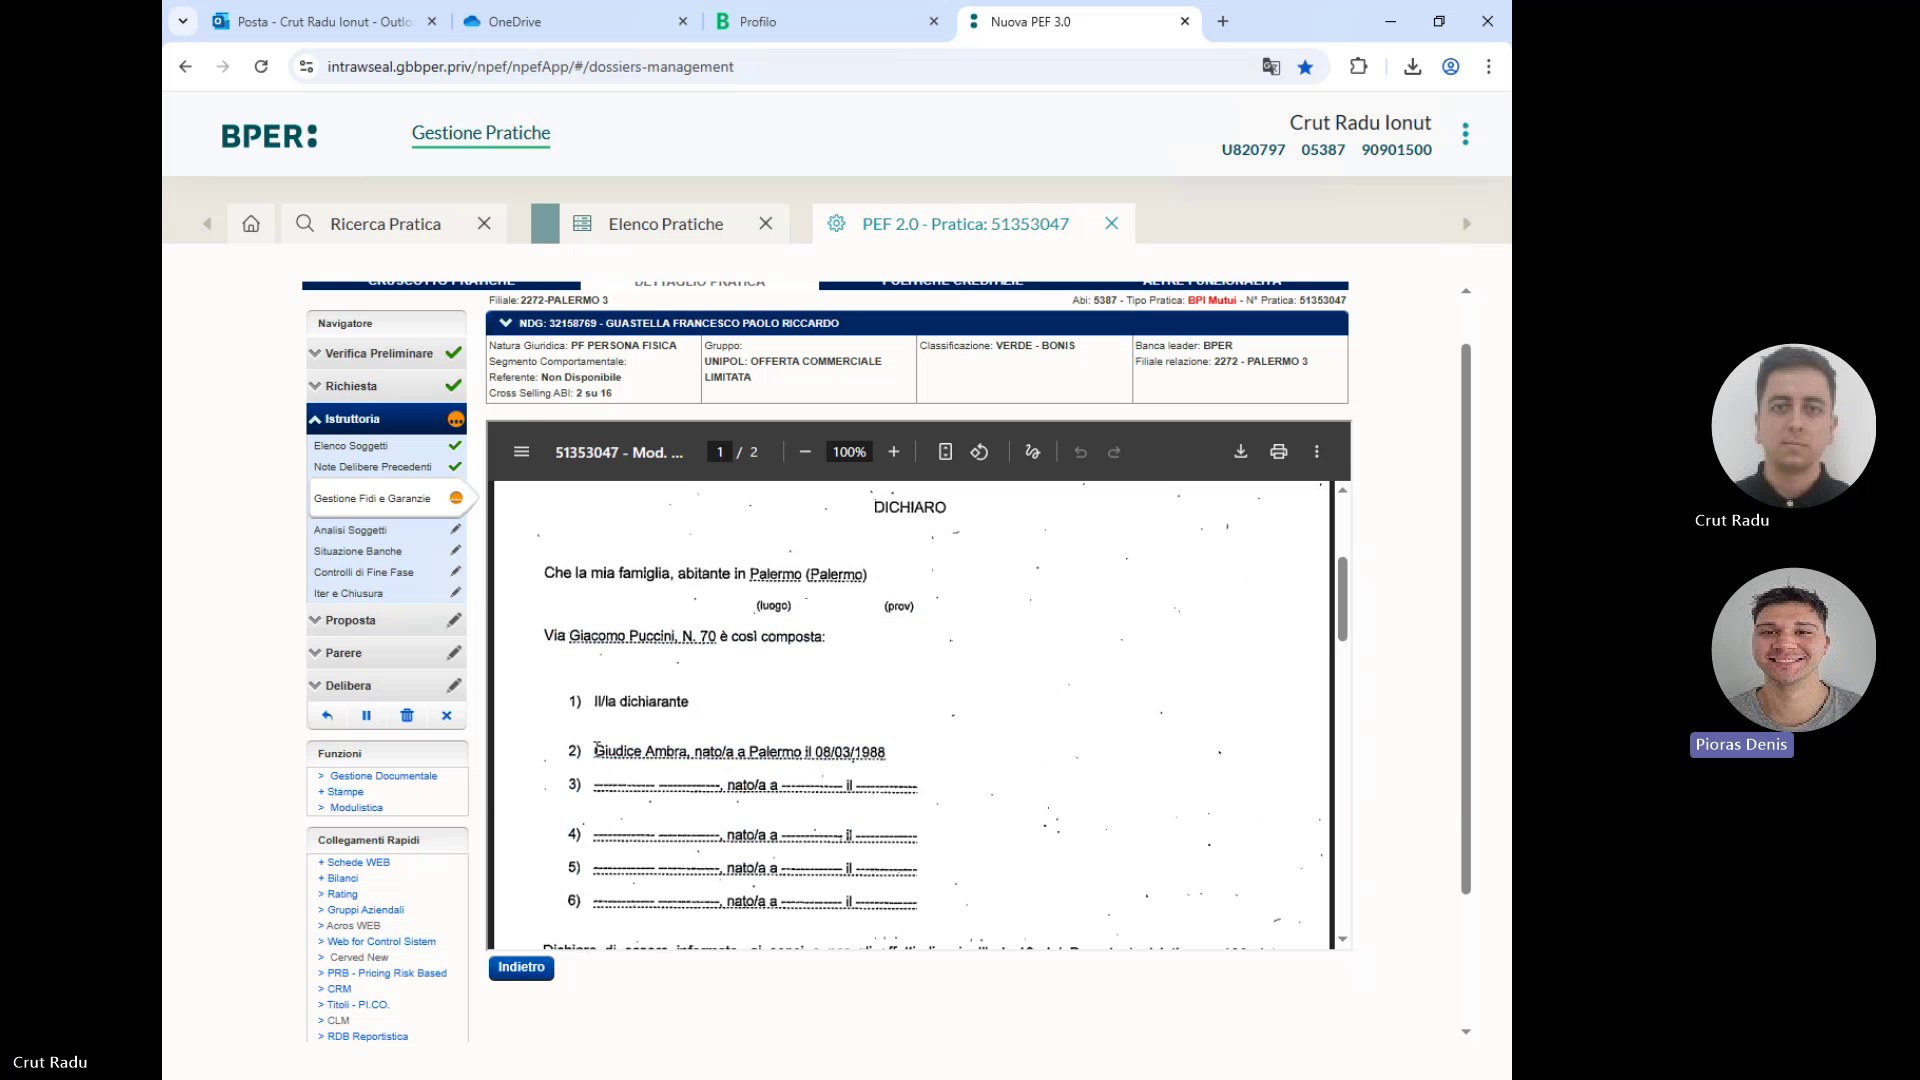 Posta - Crut Radu Ionut - Outlo
OneDrive
Profilo
Nuova PEF 3.0
intrawseal.gbbper.priv/npef/npefApp/#/dossiers-management
BPER:
Gestione Pratiche
Crut Radu Ionut
U820797 05387 90901500
Ricerca Pratica
Elenco Pratiche
PEF 2.0 - Pratica: 51353047
CRUSCOTTO PRATICHE
DETTAGLIO PRATICA
POLITICHE CREDITIZIE
ALTRE FUNZIONALITÀ
Filiale: 2272-PALERMO 3
Abi: 5387 - Tipo Pratica: BPI Mutui - N° Pratica: 51353047
NDG: 32158769 - GUASTELLA FRANCESCO PAOLO RICCARDO
Natura Giuridica: PF PERSONA FISICA
Segmento Comportamentale:
Referente: Non Disponibile
Cross Selling ABI: 2 su 16
Gruppo:
UNIPOL: OFFERTA COMMERCIALE
LIMITATA
Classificazione: VERDE - BONIS
Banca leader: BPER
Filiale relazione: 2272 - PALERMO 3
Navigatore
Verifica Preliminare
Richiesta
Istruttoria
Elenco Soggetti
Note Delibere Precedenti
Gestione Fidi e Garanzie
Analisi Soggetti
Situazione Banche
Controlli di Fine Fase
Iter e Chiusura
Proposta
Parere
Delibera
Funzioni
> Gestione Documentale
+ Stampe
> Modulistica
Collegamenti Rapidi
+ Schede WEB
+ Bilanci
> Rating
> Gruppi Aziendali
> Acros WEB
> Web for Control Sistem
> Cerved New
> PRB - Pricing Risk Based
> CRM
> Titoli - PI.CO.
> CLM
> RDB Reportistica
51353047 - Mod. ...
1 / 2
100%
DICHIARO
Che la mia famiglia, abitante in Palermo (Palermo)
(luogo) (prov)
Via Giacomo Puccini, N. 70 è così composta:
1) Il/la dichiarante
2) Giudice Ambra, nato/a a Palermo il 08/03/1988
3) ------------ ------------, nato/a a ------------ il ------------
4) ------------ ------------, nato/a a ------------ il ------------
5) ------------ ------------, nato/a a ------------ il ------------
6) ------------ ------------, nato/a a ------------ il ------------
Indietro
Crut Radu
Pioras Denis
Crut Radu